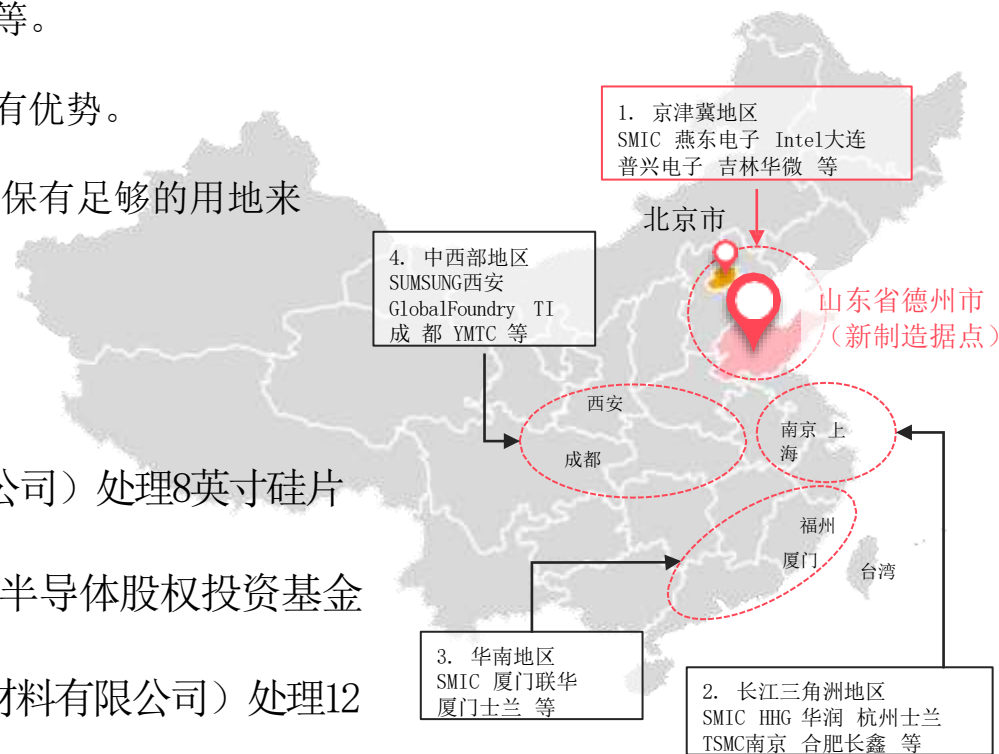 等。
有优势。
保有足够的用地来
公司）处理8英寸硅片
半导体股权投资基金
材料有限公司）处理12
1. 京津冀地区
SMIC 燕东电子 Intel大连
普兴电子 吉林华微 等
北京市
4. 中西部地区
SUMSUNG西安
GlobalFoundry TI
成 都 YMTC 等
山东省德州市
（新制造据点）
西安
成都
南京 上
海
福州
厦门
台湾
3. 华南地区
SMIC 厦门联华
厦门士兰 等
2. 长江三角洲地区
SMIC HHG 华润 杭州士兰
TSMC南京 合肥长鑫 等